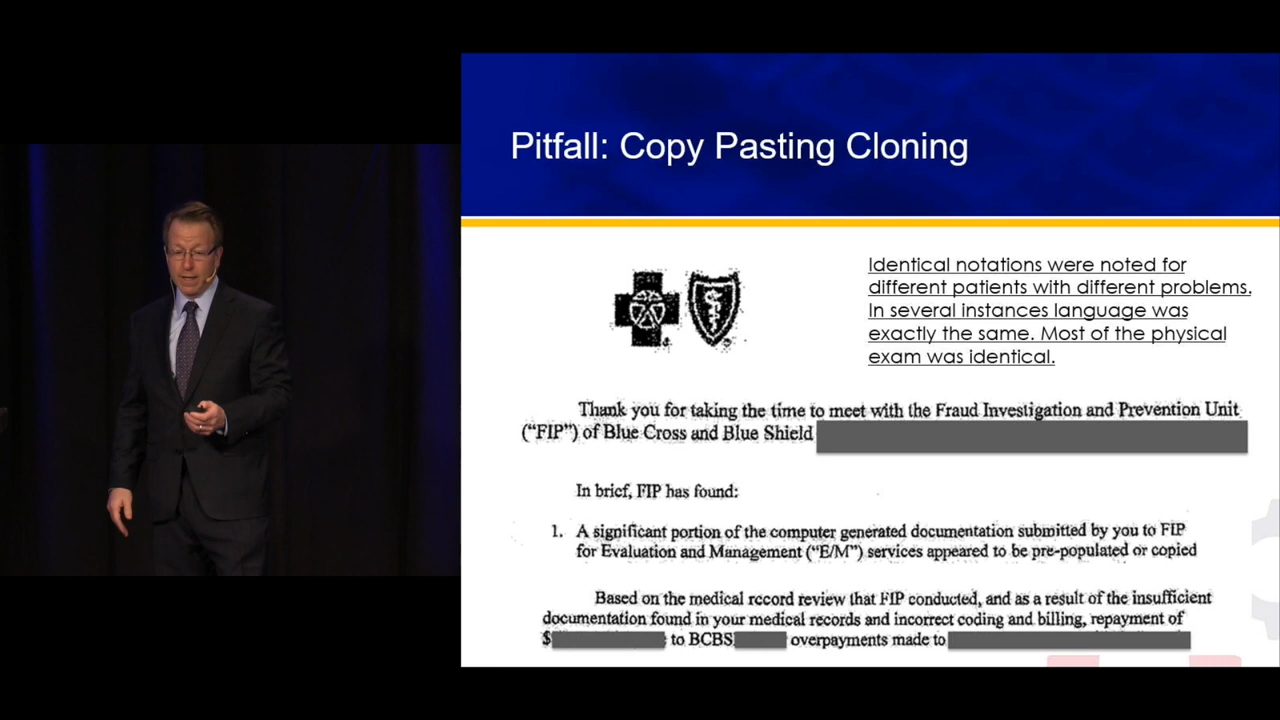 Pitfall: Copy Pasting Cloning
Identical notations were noted for
different patients with different problems.
In several instances language was
exactly the same. Most of the physical
exam was identical.
Thank you for taking the time to meet with the Fraud Investigation and Prevention Unit
("FIP") of Blue Cross and Blue Shield
In brief, FIP has found:
1. A significant portion of the computer generated documentation submitted by you to FIP
for Evaluation and Management ("E/M") services appeared to be pre-populated or copied
Based on the medical record review that FIP conducted, and as a result of the insufficient
documentation found in your medical records and incorrect coding and billing, repayment of
$ to BCBS overpayments made to